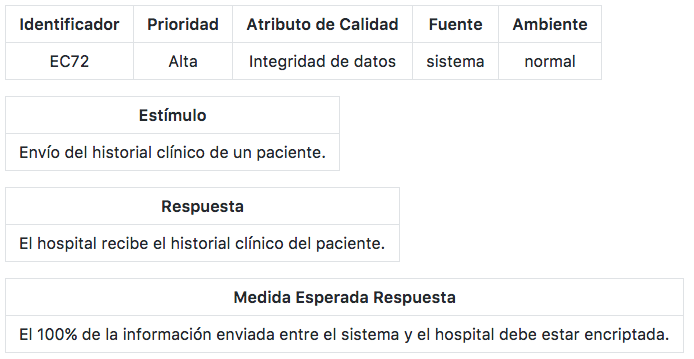 Identificador Prioridad Atributo de Calidad Fuente Ambiente
EC72 Alta Integridad de datos sistema normal
Estímulo
Envío del historial clínico de un paciente.
Respuesta
El hospital recibe el historial clínico del paciente.
Medida Esperada Respuesta
El 100% de la información enviada entre el sistema y el hospital debe estar encriptada.